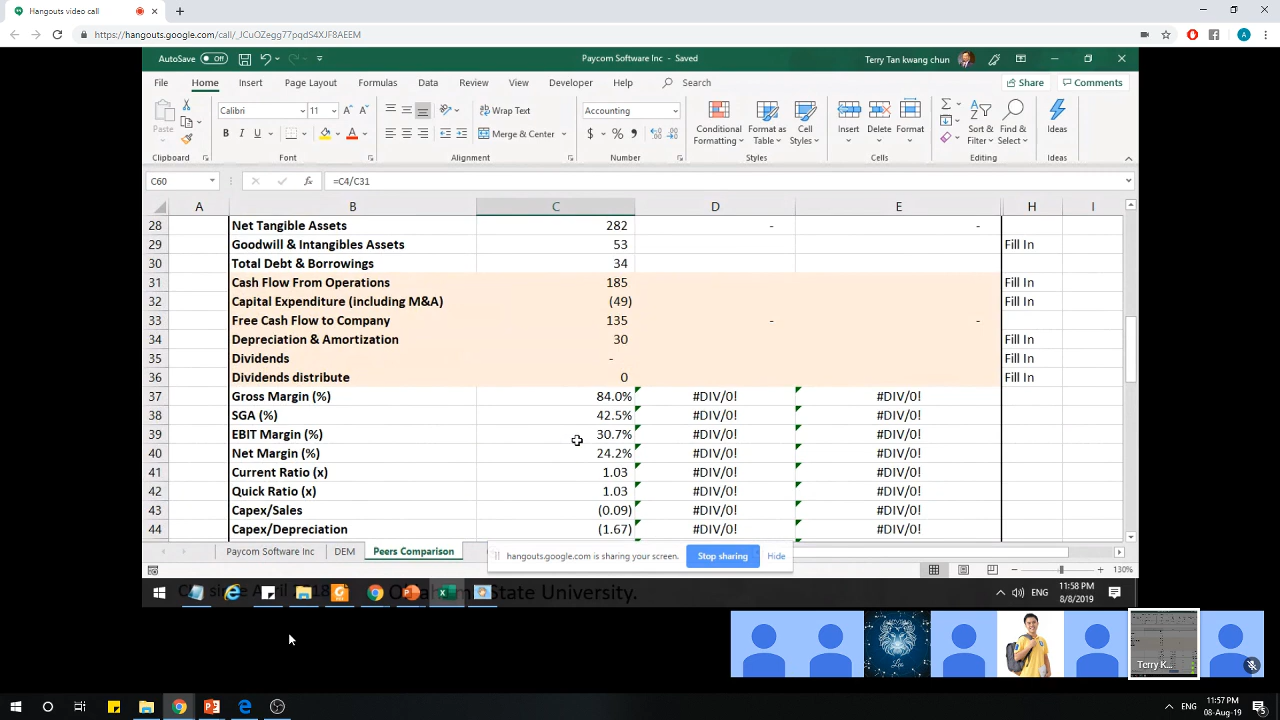 Hangouts video call
https://hangouts.google.com/call/_JCuOZegg77pqdS4XJF8AEEM
A
AutoSave Off
Paycom Software Inc - Saved
Terry Tan kwang chun
File Home Insert Page Layout Formulas Data Review View Developer Help Search Share Comments
Calibri 11 Wrap Text Accounting
Paste B I U Merge & Center $ % Conditional Formatting Format as Table Cell Styles Insert Delete Format Sort & Filter Find & Select Ideas
Clipboard Font Alignment Number Styles Cells Editing Ideas
C60 fx =C4/C31
A B C D E H I
28 Net Tangible Assets 282 - -
29 Goodwill & Intangibles Assets 53 Fill In
30 Total Debt & Borrowings 34
31 Cash Flow From Operations 185 Fill In
32 Capital Expenditure (including M&A) (49) Fill In
33 Free Cash Flow to Company 135 - -
34 Depreciation & Amortization 30 Fill In
35 Dividends - Fill In
36 Dividends distribute 0 Fill In
37 Gross Margin (%) 84.0% #DIV/0! #DIV/0!
38 SGA (%) 42.5% #DIV/0! #DIV/0!
39 EBIT Margin (%) 30.7% #DIV/0! #DIV/0!
40 Net Margin (%) 24.2% #DIV/0! #DIV/0!
41 Current Ratio (x) 1.03 #DIV/0! #DIV/0!
42 Quick Ratio (x) 1.03 #DIV/0! #DIV/0!
43 Capex/Sales (0.09) #DIV/0! #DIV/0!
44 Capex/Depreciation (1.67) #DIV/0! #DIV/0!
Paycom Software Inc DEM Peers Comparison
hangouts.google.com is sharing your screen. Stop sharing Hide
130%
State University.
ENG 11:58 PM
8/8/2019
Leo
Terry K...
ENG 11:57 PM
08-Aug-19
5